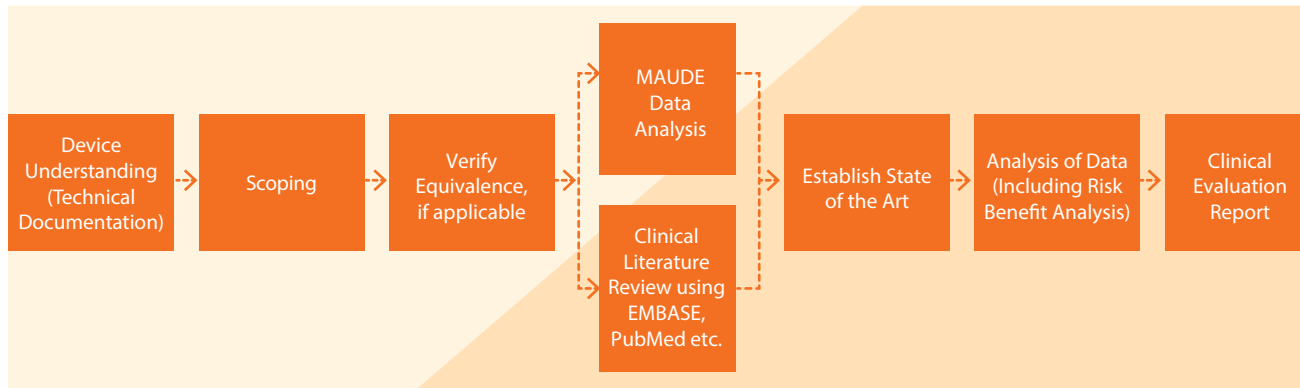 Device
Understanding
(Technical
Documentation)
Scoping
Verify
Equivalence,
if applicable
MAUDE
Data
Analysis
Clinical
Literature
Review using
EMBASE,
PubMed etc.
Establish State
of the Art
Analysis of Data
(Including Risk
Benefit Analysis)
Clinical
Evaluation
Report